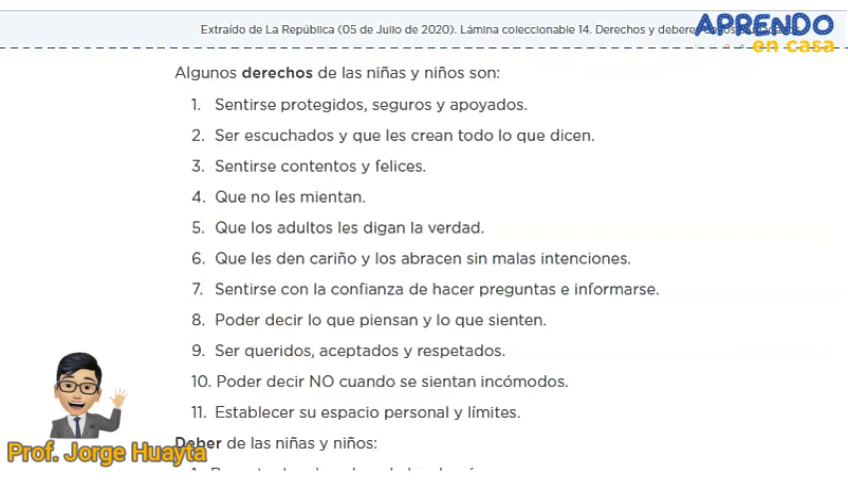 Extraído de La República (05 de Julio de 2020). Lámina coleccionable 14. Derechos y debere
APRENDO
en casa
Algunos derechos de las niñas y niños son:
1. Sentirse protegidos, seguros y apoyados.
2. Ser escuchados y que les crean todo lo que dicen.
3. Sentirse contentos y felices.
4. Que no les mientan.
5. Que los adultos les digan la verdad.
6. Que les den cariño y los abracen sin malas intenciones.
7. Sentirse con la confianza de hacer preguntas e informarse.
8. Poder decir lo que piensan y lo que sienten.
9. Ser queridos, aceptados y respetados.
10. Poder decir NO cuando se sientan incómodos.
11. Establecer su espacio personal y límites.
Deber de las niñas y niños:
Prof. Jorge Huayta